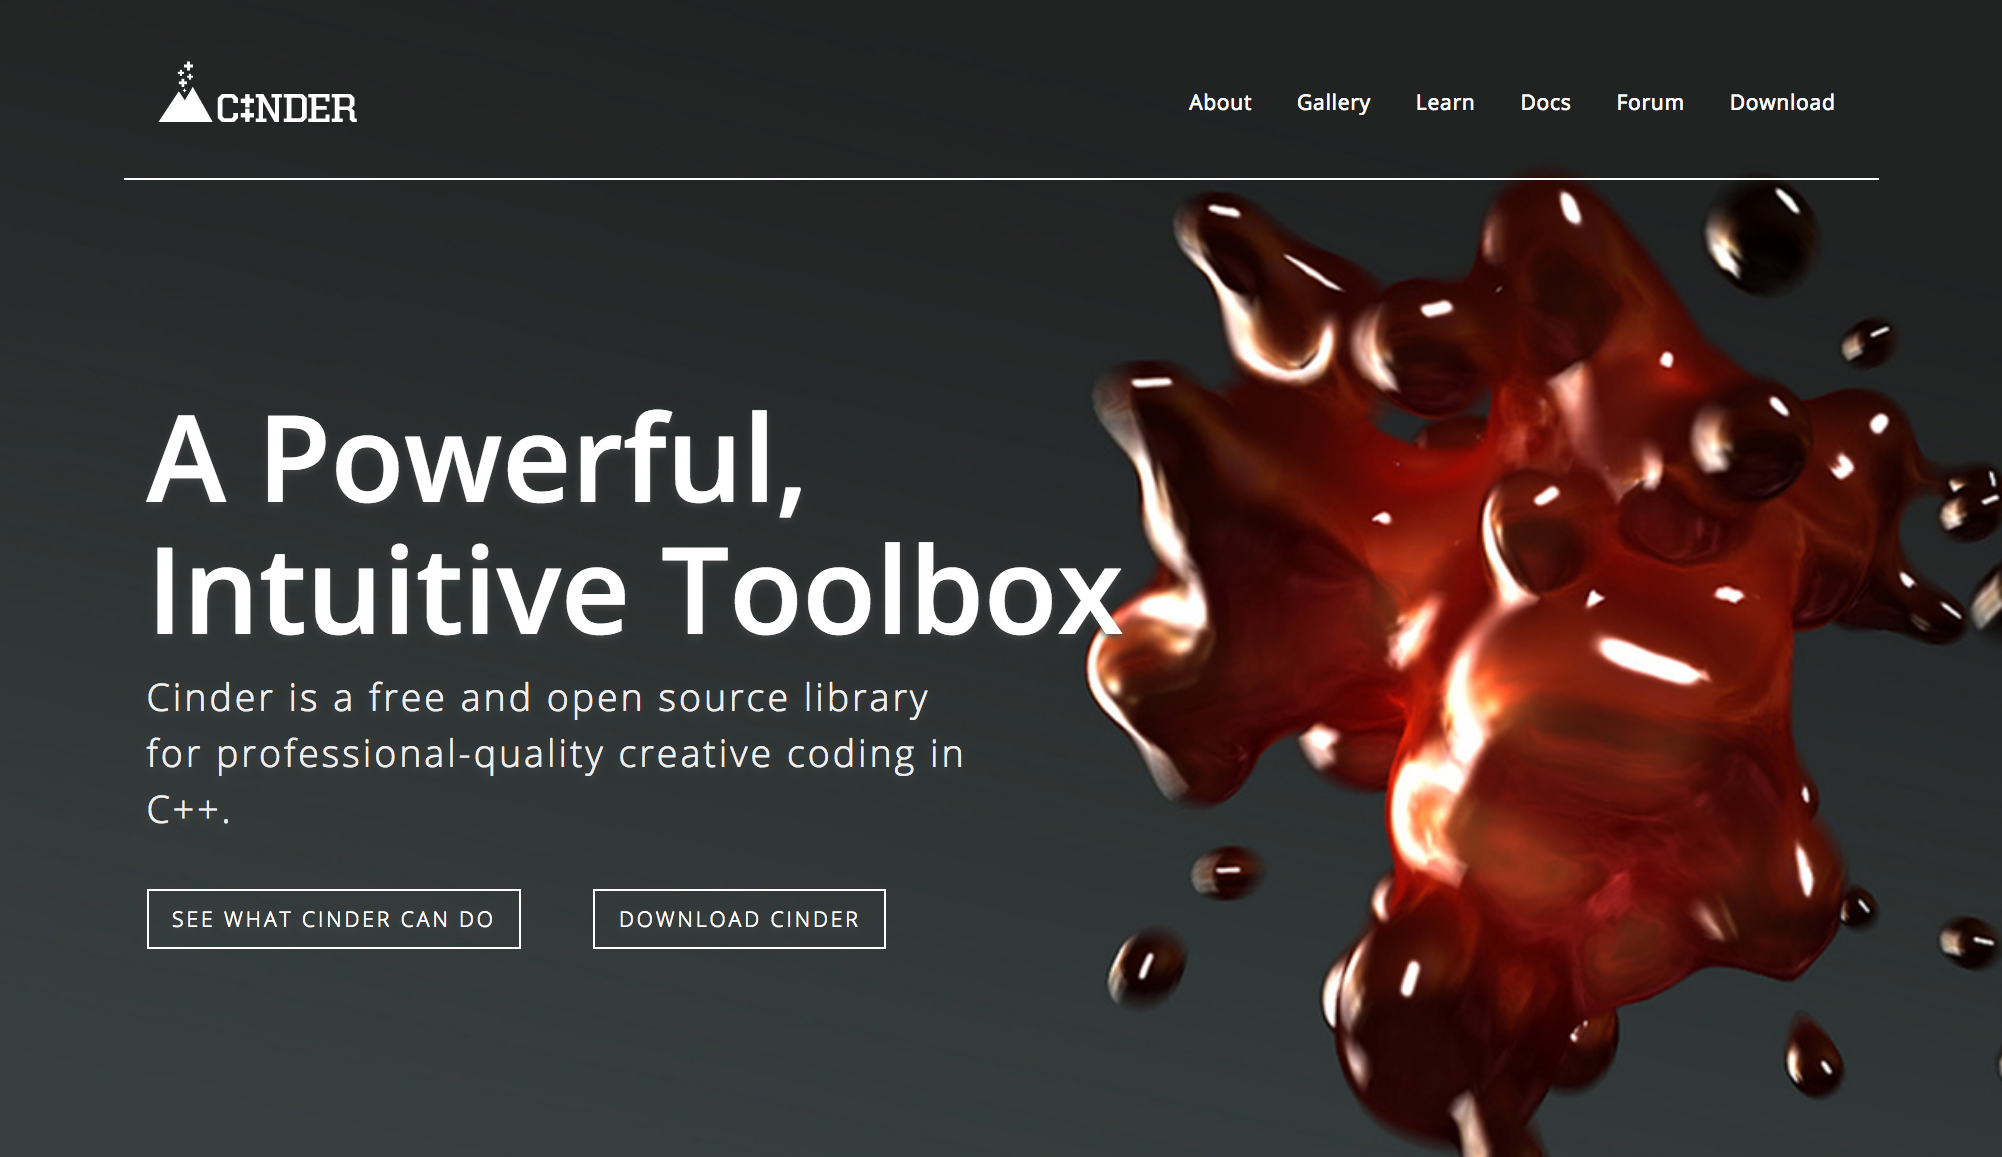 CINDER
About Gallery Learn Docs Forum Download
A Powerful,
Intuitive Toolbox
Cinder is a free and open source library
for professional-quality creative coding in
C++.
SEE WHAT CINDER CAN DO DOWNLOAD CINDER